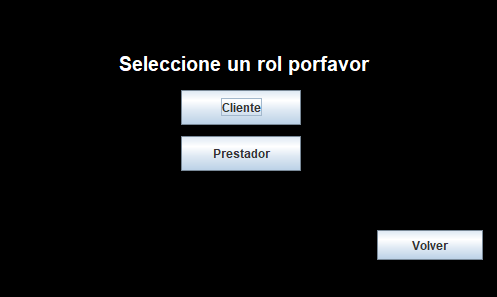 Seleccione un rol porfavor
Cliente
Prestador
Volver